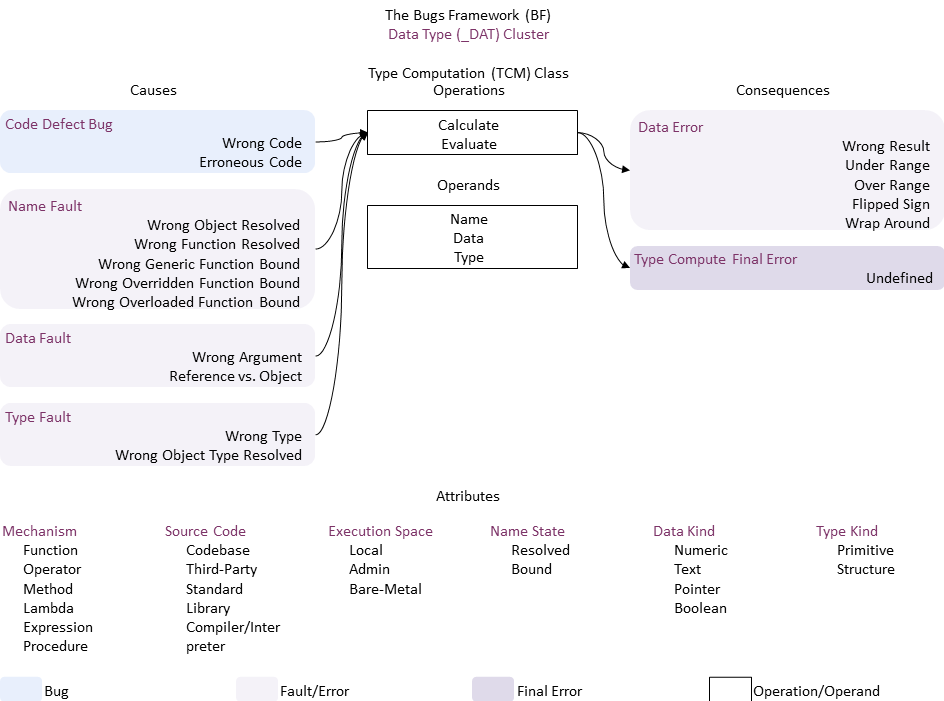 The Bugs Framework (BF)
Data Type (_DAT) Cluster
Type Computation (TCM) Class
Causes
Operations
Consequences
Code Defect Bug
Wrong Code
Erroneous Code
Name Fault
Wrong Object Resolved
Wrong Function Resolved
Wrong Generic Function Bound
Wrong Overridden Function Bound
Wrong Overloaded Function Bound
Data Fault
Wrong Argument
Reference vs. Object
Type Fault
Wrong Type
Wrong Object Type Resolved
Calculate
Evaluate
Operands
Name
Data
Type
Data Error
Wrong Result
Under Range
Over Range
Flipped Sign
Wrap Around
Type Compute Final Error
Undefined
Attributes
Mechanism
Function
Operator
Method
Lambda
Expression
Procedure
Source Code
Codebase
Third-Party
Standard
Library
Compiler/Inter
preter
Execution Space
Local
Admin
Bare-Metal
Name State
Resolved
Bound
Data Kind
Numeric
Text
Pointer
Boolean
Type Kind
Primitive
Structure
Bug
Fault/Error
Final Error
Operation/Operand